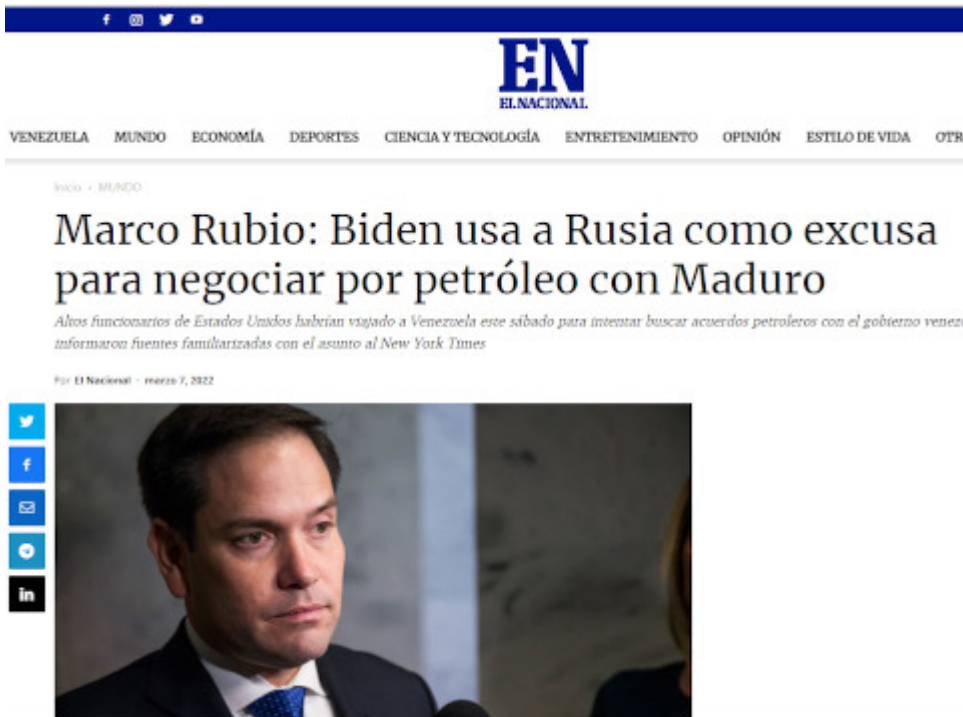 EN
EL NACIONAL
VENEZUELA MUNDO ECONOMÍA DEPORTES CIENCIA Y TECNOLOGÍA ENTRETENIMIENTO OPINIÓN ESTILO DE VIDA OTR
Inicio › MUNDO
Marco Rubio: Biden usa a Rusia como excusa
para negociar por petróleo con Maduro
Altos funcionarios de Estados Unidos habrían viajado a Venezuela este sábado para intentar buscar acuerdos petroleros con el gobierno venez
informaron fuentes familiarizadas con el asunto al New York Times
Por El Nacional - marzo 7, 2022
in